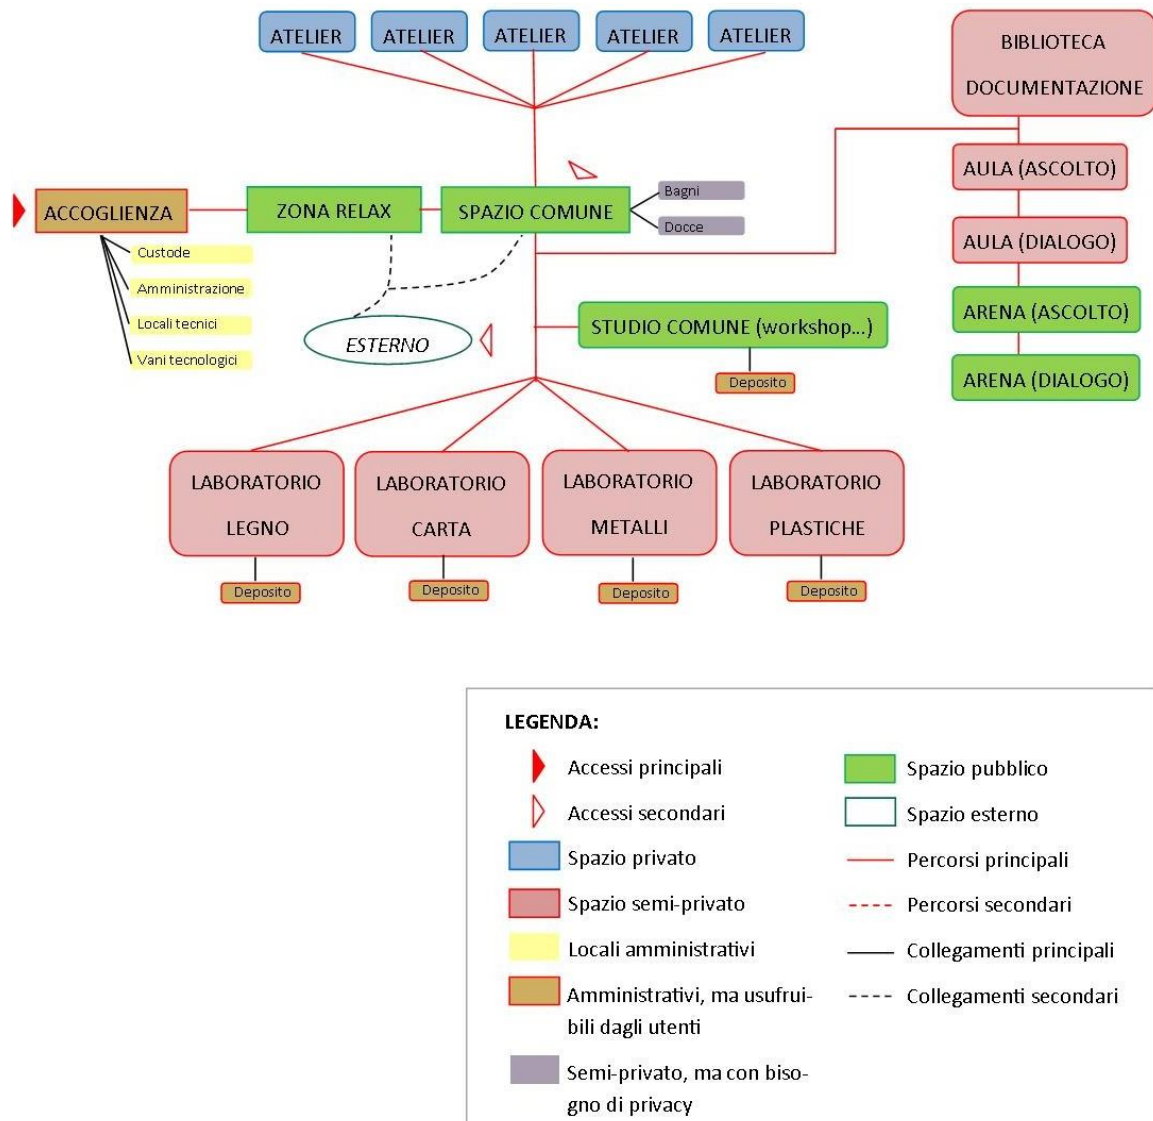 ATELIER
ATELIER
ATELIER
ATELIER
ATELIER
BIBLIOTECA
DOCUMENTAZIONE
AULA (ASCOLTO)
AULA (DIALOGO)
ARENA (ASCOLTO)
ARENA (DIALOGO)
ACCOGLIENZA
ZONA RELAX
SPAZIO COMUNE
Bagni
Docce
Custode
Amministrazione
Locali tecnici
Vani tecnologici
ESTERNO
STUDIO COMUNE (workshop...)
Deposito
LABORATORIO
LEGNO
LABORATORIO
CARTA
LABORATORIO
METALLI
LABORATORIO
PLASTICHE
Deposito
Deposito
Deposito
Deposito
LEGENDA:
Accessi principali
Accessi secondari
Spazio privato
Spazio semi-privato
Locali amministrativi
Amministrativi, ma usufrui-
bili dagli utenti
Semi-privato, ma con biso-
gno di privacy
Spazio pubblico
Spazio esterno
Percorsi principali
Percorsi secondari
Collegamenti principali
Collegamenti secondari